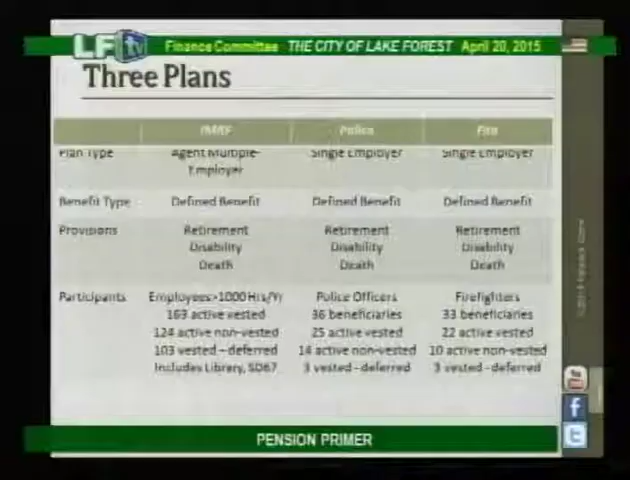 LFtv Finance Committee THE CITY OF LAKE FOREST April 20, 2015
Three Plans
IMRF Police Fire
Plan Type Agent Multiple- Single Employer Single Employer
Employer
Benefit Type Defined Benefit Defined Benefit Defined Benefit
Provisions Retirement Retirement Retirement
Disability Disability Disability
Death Death Death
Participants Employees>1000 Hrs/Yr Police Officers Firefighters
163 active vested 36 beneficiaries 33 beneficiaries
124 active non-vested 25 active vested 22 active vested
103 vested – deferred 14 active non-vested 10 active non-vested
Includes Library, SD67 3 vested - deferred 3 vested - deferred
You
f
t
PENSION PRIMER